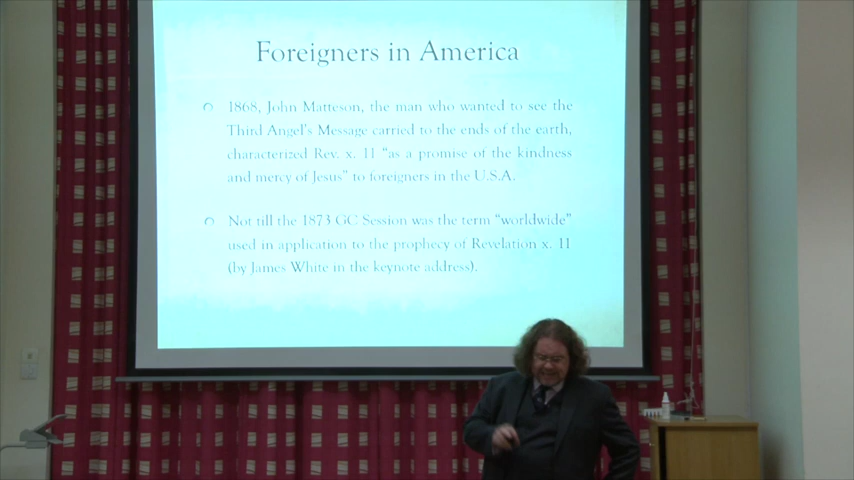 Foreigners in America
1868, John Matteson, the man who wanted to see the
Third Angel's Message carried to the ends of the earth,
characterized Rev. x. 11 "as a promise of the kindness
and mercy of Jesus" to foreigners in the U.S.A.
Not till the 1873 GC Session was the term "worldwide"
used in application to the prophecy of Revelation x. 11
(by James White in the keynote address).